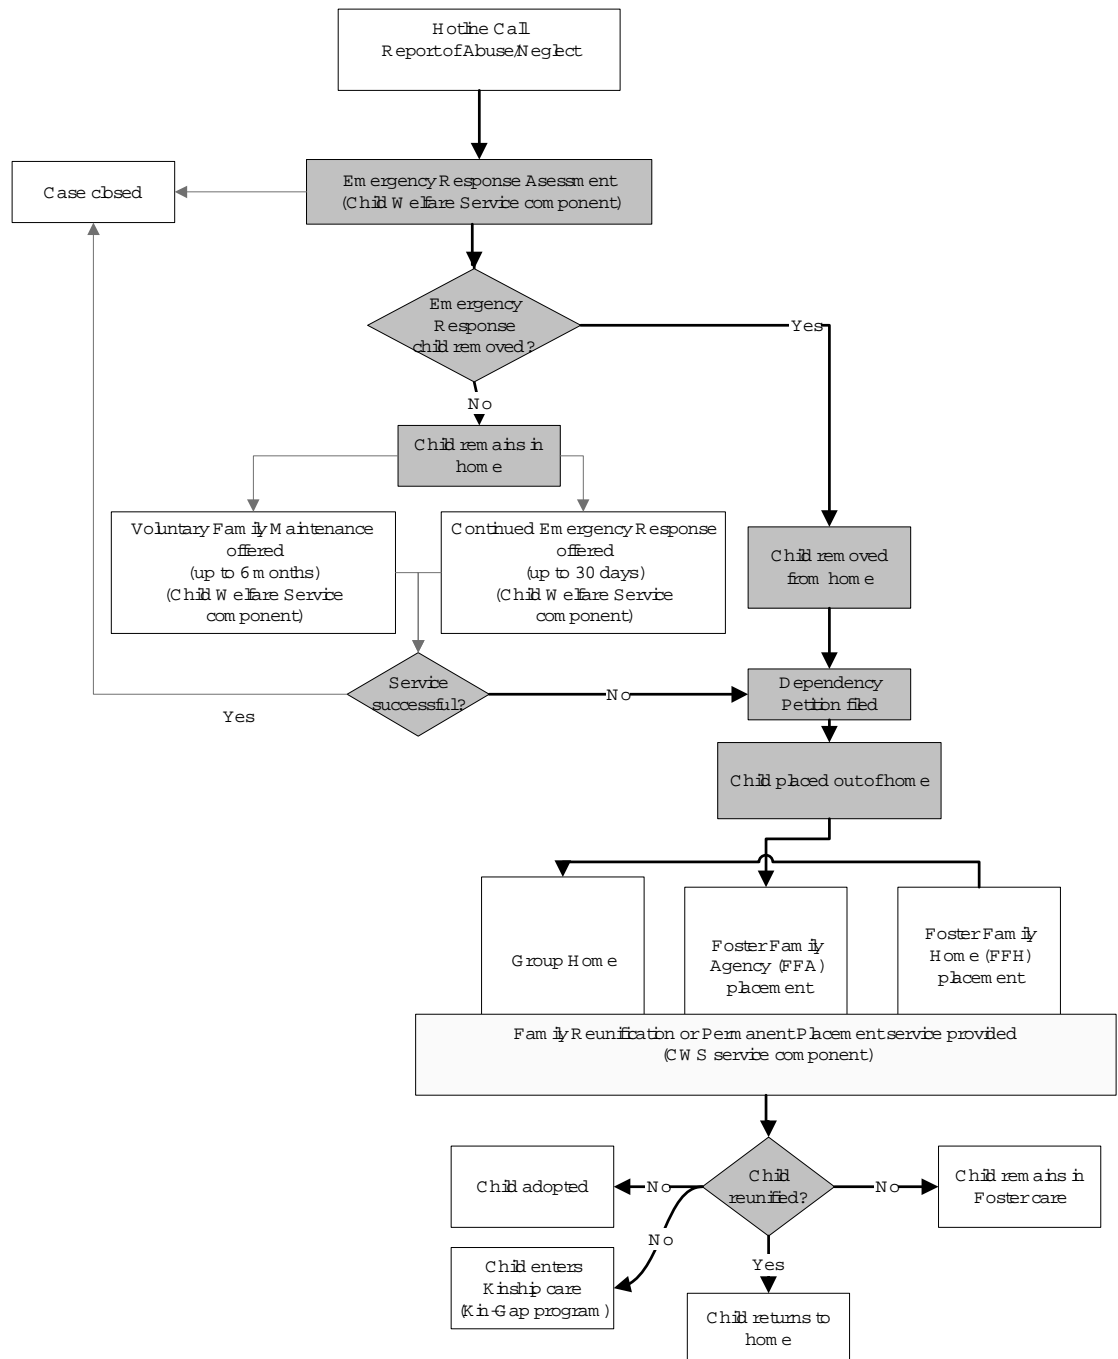 Hotline Call
Report of Abuse/Neglect
Emergency Response Asessment
(Child Welfare Service component)
Case closed
Emergency
Response
child removed?
Yes
No
Child remains in
home
Voluntary Family Maintenance
offered
(up to 6 months)
(Child Welfare Service
component)
Continued Emergency Response
offered
(up to 30 days)
(Child Welfare Service
component)
Child removed
from home
Service
successful?
No
Yes
Dependency
Petition filed
Child placed out of home
Group Home
Foster Family
Agency (FFA)
placement
Foster Family
Home (FFH)
placement
Family Reunification or Permanent Placement service provided
(CWS service component)
Child adopted
No
Child
reunified?
No
Child remains in
Foster care
No
Yes
Child enters
Kinship care
(Kin-Gap program)
Child returns to
home